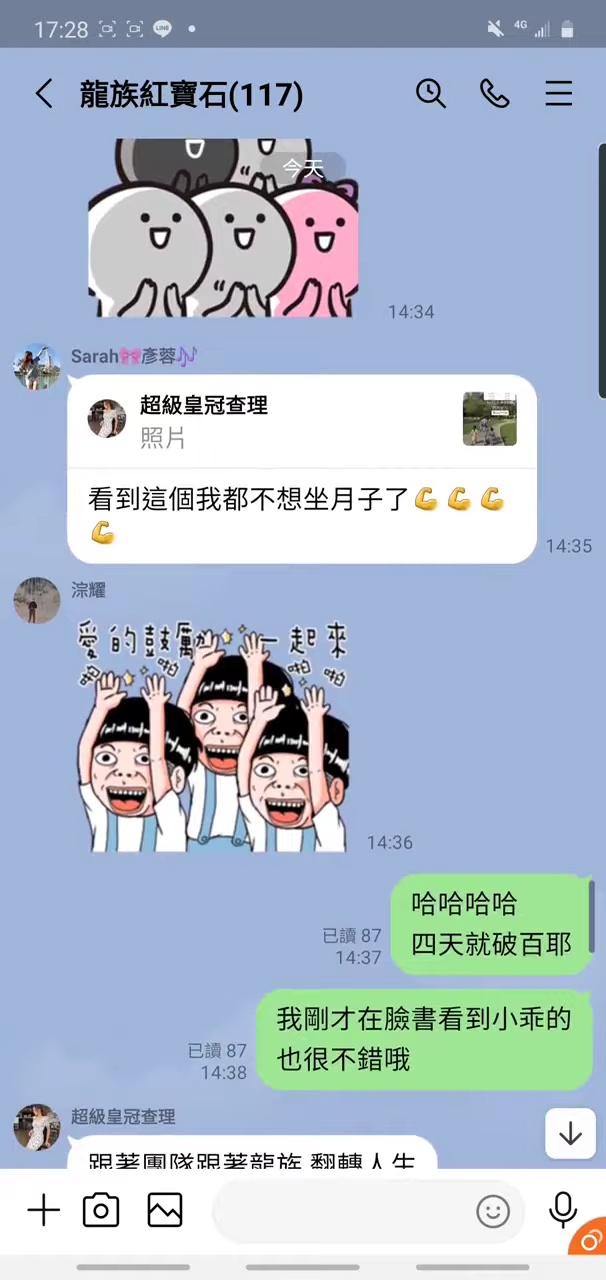 17:28
LINE
4G
龍族紅寶石(117)
今天
14:34
Sarah🎀彥蓉🎶
超級皇冠查理
照片
看到這個我都不想坐月子了💪💪💪
💪
14:35
淙耀
愛的鼓厲 一起來
啪 啪 啪 啪
14:36
哈哈哈哈
四天就破百耶
已讀 87
14:37
我剛才在臉書看到小乖的
也很不錯哦
已讀 87
14:38
超級皇冠查理
跟著團隊跟著龍族 翻轉人生